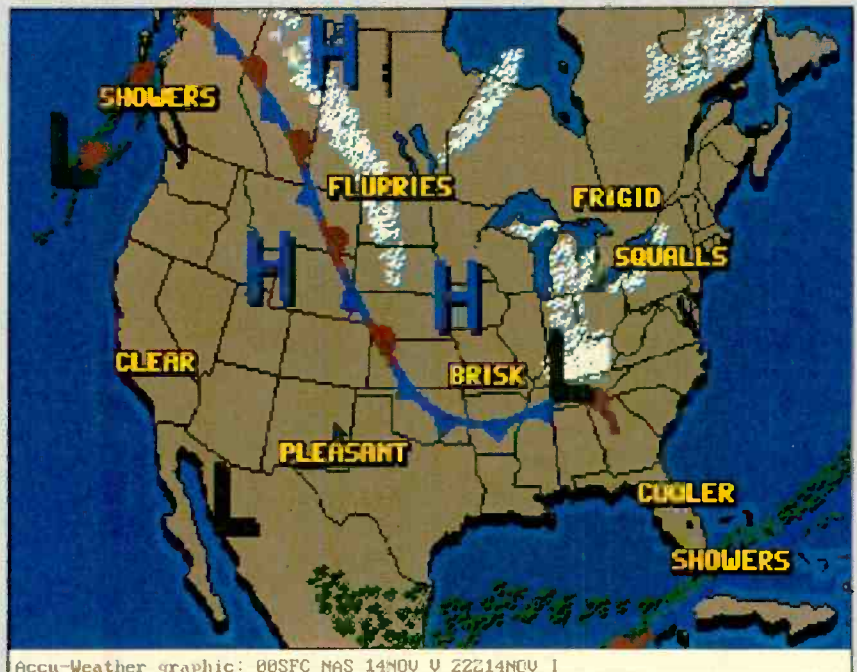 H
SHOWERS
L
FLURRIES
FRIGID
SQUALLS
H
H
CLEAR
BRISK
L
PLEASANT
L
COOLER
SHOWERS
Accu-Weather graphic: 00SFC NAS 14NOV V 22Z14NOV I